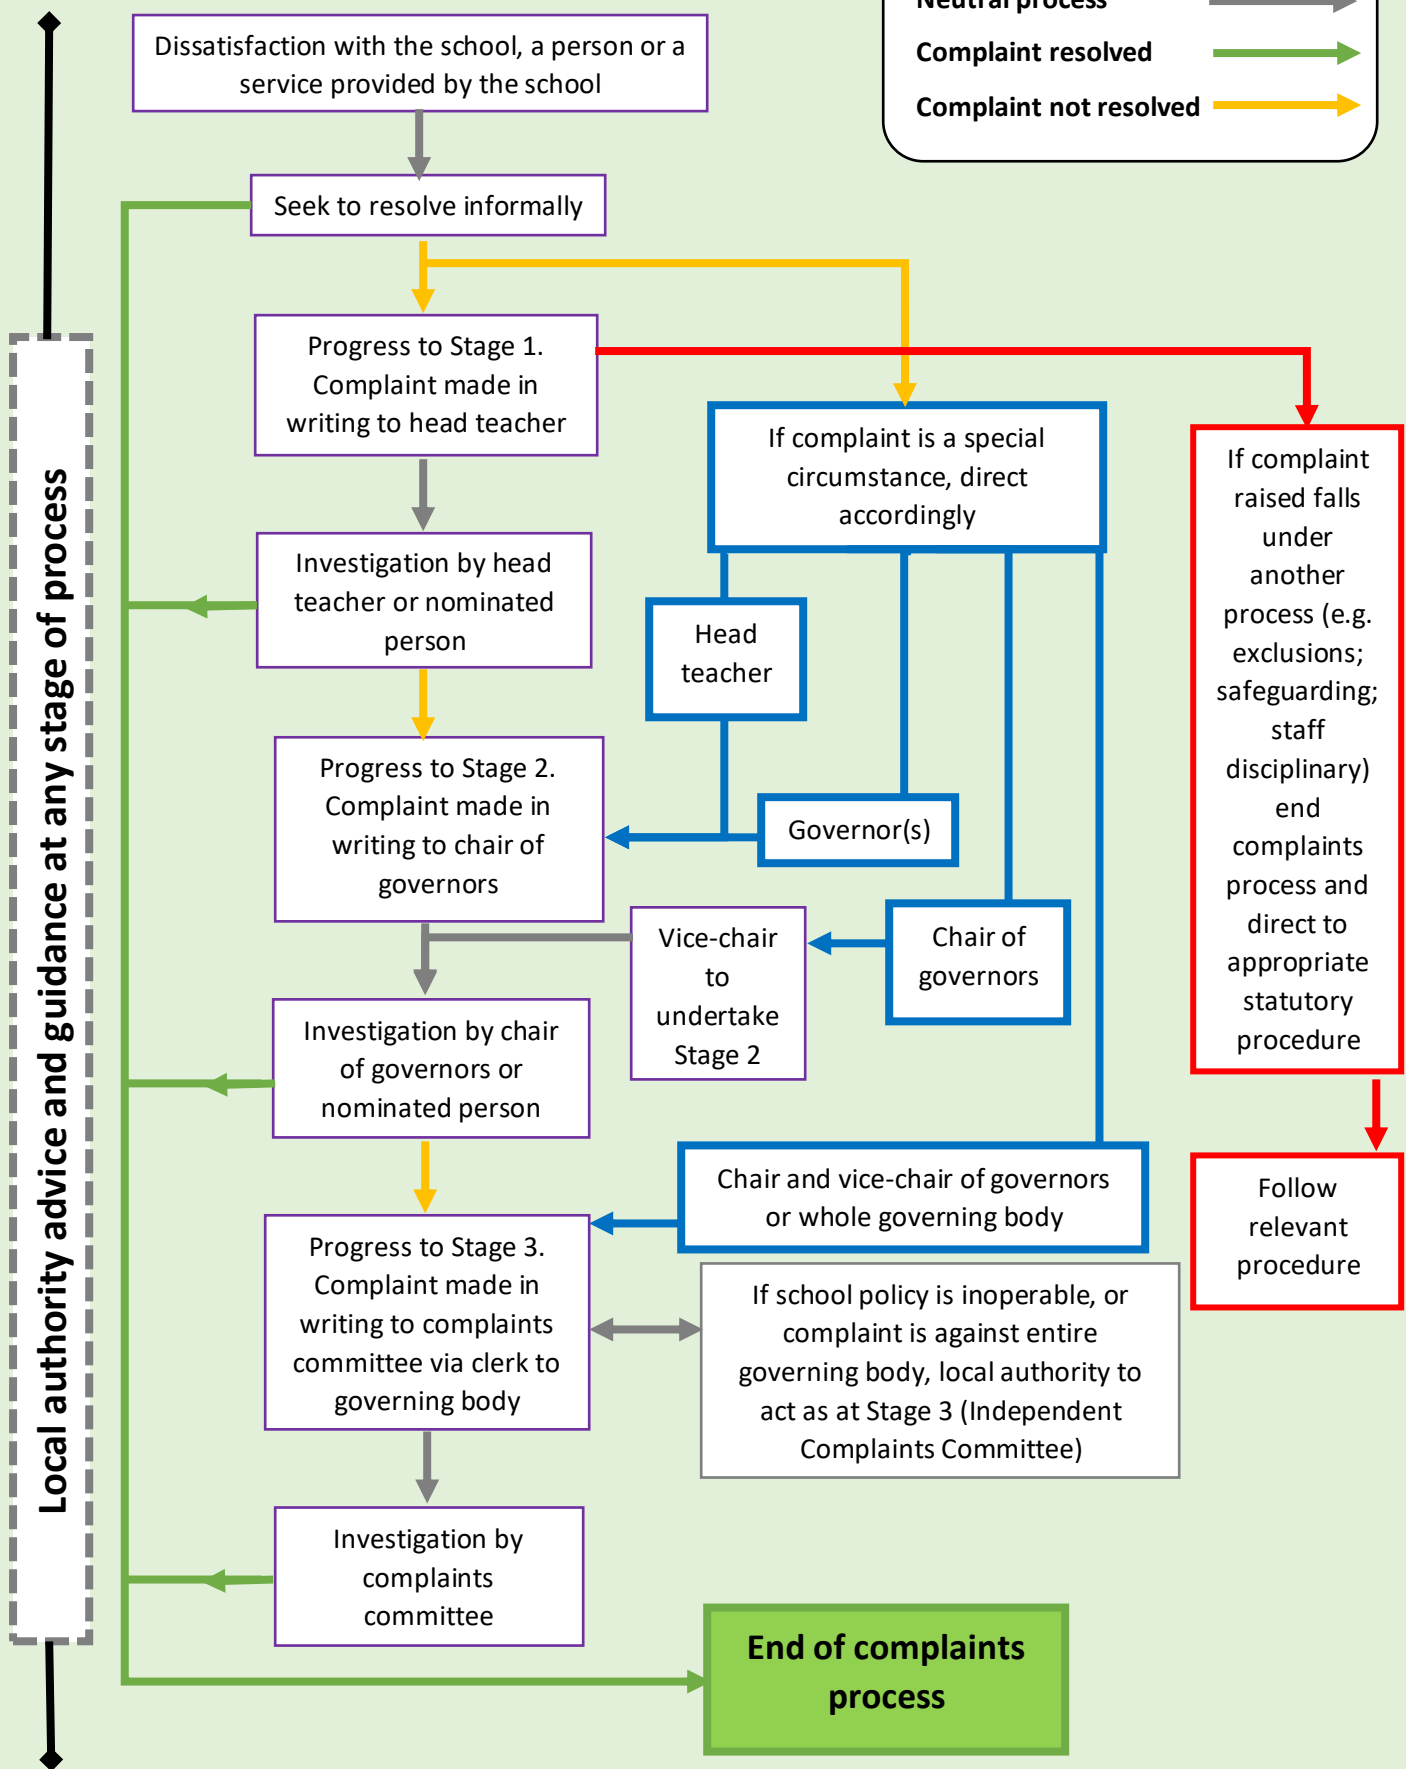 Neutral process
Complaint resolved
Complaint not resolved
Dissatisfaction with the school, a person or a
service provided by the school
Seek to resolve informally
Progress to Stage 1.
Complaint made in
writing to head teacher
If complaint is a special
circumstance, direct
accordingly
If complaint
raised falls
under
another
process (e.g.
exclusions;
safeguarding;
staff
disciplinary)
end
complaints
process and
direct to
appropriate
statutory
procedure
Investigation by head
teacher or nominated
person
Head
teacher
Progress to Stage 2.
Complaint made in
writing to chair of
governors
Governor(s)
Vice-chair
to
undertake
Stage 2
Chair of
governors
Investigation by chair
of governors or
nominated person
Chair and vice-chair of governors
or whole governing body
Follow
relevant
procedure
Progress to Stage 3.
Complaint made in
writing to complaints
committee via clerk to
governing body
If school policy is inoperable, or
complaint is against entire
governing body, local authority to
act as at Stage 3 (Independent
Complaints Committee)
Investigation by
complaints
committee
End of complaints
process
Local authority advice and guidance at any stage of process